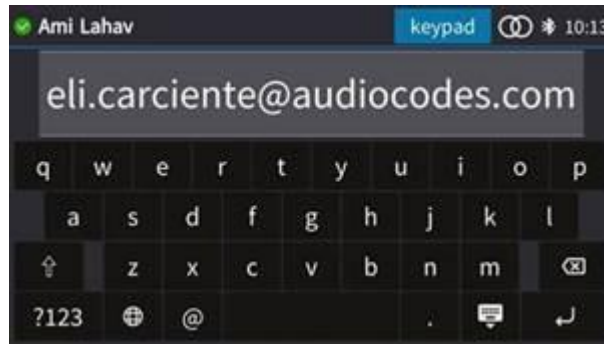 Ami Lahav keypad 10:13
eli.carciente@audiocodes.com
q w e r t y u i o p
a s d f g h j k l
z x c v b n m
?123 @ .